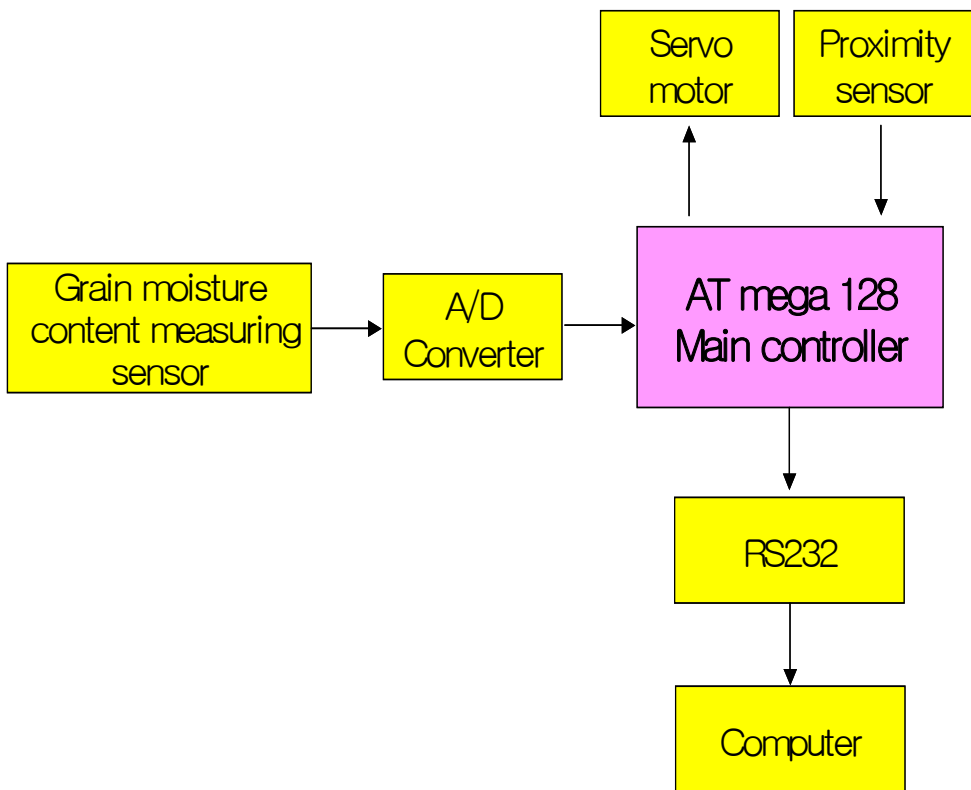 Servo
motor
Proximity
sensor
Grain moisture
content measuring
sensor
A/D
Converter
AT mega 128
Main controller
RS232
Computer